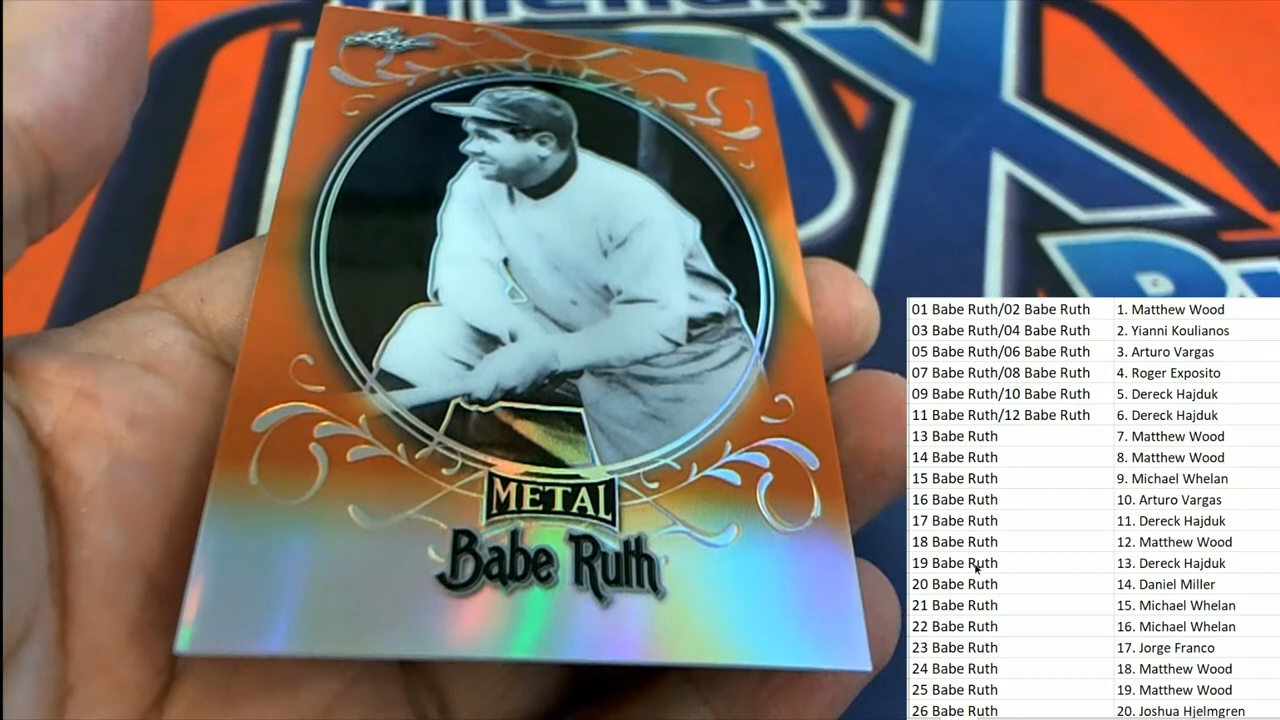 Leaf
METAL
Babe Ruth
01 Babe Ruth/02 Babe Ruth 1. Matthew Wood
03 Babe Ruth/04 Babe Ruth 2. Yianni Koulianos
05 Babe Ruth/06 Babe Ruth 3. Arturo Vargas
07 Babe Ruth/08 Babe Ruth 4. Roger Exposito
09 Babe Ruth/10 Babe Ruth 5. Dereck Hajduk
11 Babe Ruth/12 Babe Ruth 6. Dereck Hajduk
13 Babe Ruth 7. Matthew Wood
14 Babe Ruth 8. Matthew Wood
15 Babe Ruth 9. Michael Whelan
16 Babe Ruth 10. Arturo Vargas
17 Babe Ruth 11. Dereck Hajduk
18 Babe Ruth 12. Matthew Wood
19 Babe Ruth 13. Dereck Hajduk
20 Babe Ruth 14. Daniel Miller
21 Babe Ruth 15. Michael Whelan
22 Babe Ruth 16. Michael Whelan
23 Babe Ruth 17. Jorge Franco
24 Babe Ruth 18. Matthew Wood
25 Babe Ruth 19. Matthew Wood
26 Babe Ruth 20. Joshua Hjelmgren